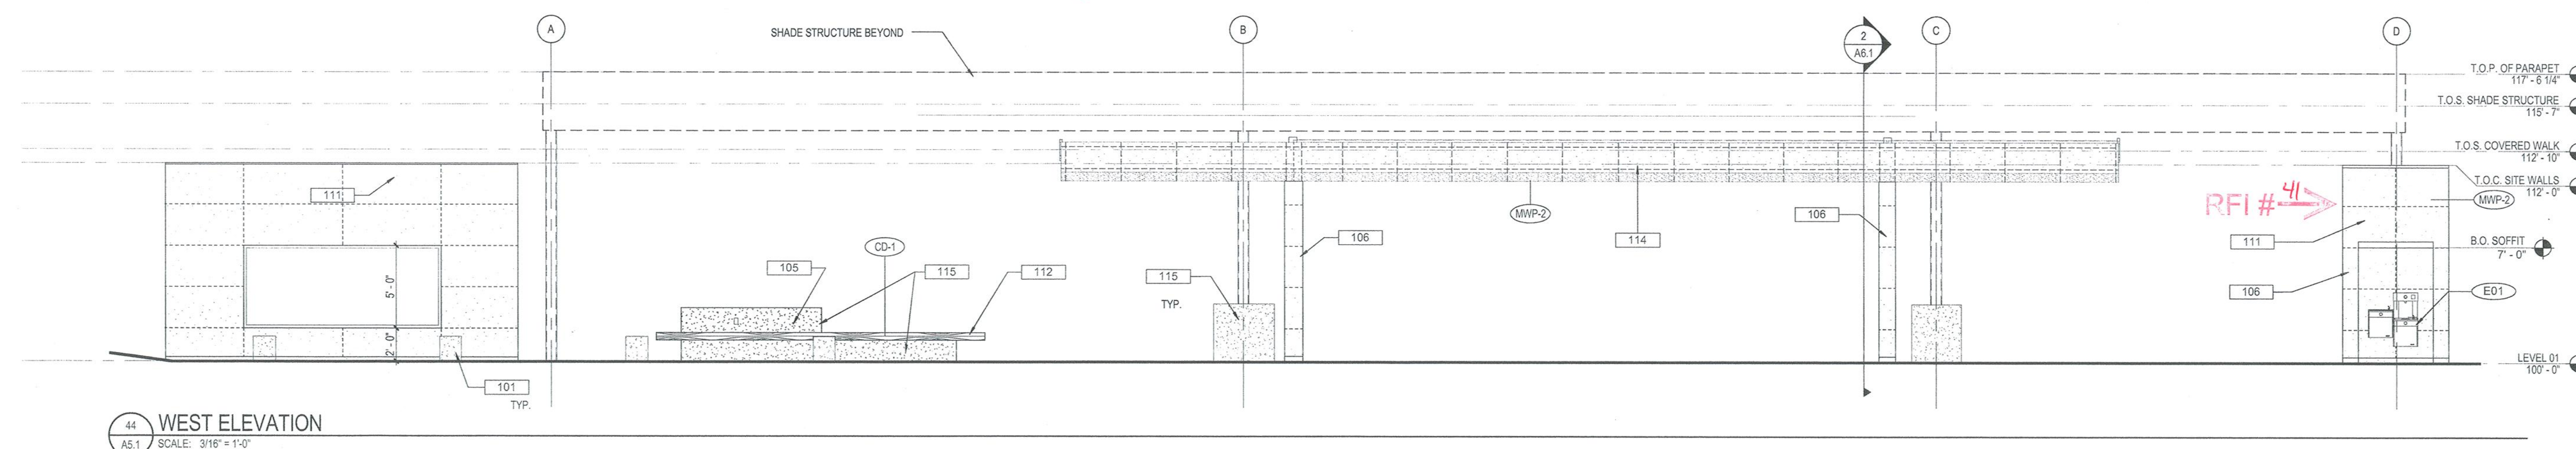 A
SHADE STRUCTURE BEYOND
B
2
A6.1
C
D
T.O.P. OF PARAPET
117' - 6 1/4"
T.O.S. SHADE STRUCTURE
115' - 7"
T.O.S. COVERED WALK
112' - 10"
T.O.C. SITE WALLS
112' - 0"
RFI # 41
MWP-2
111
106
MWP-2
106
114
111
B.O. SOFFIT
7' - 0"
CD-1
105
115
112
115
TYP.
5' - 0"
106
E01
2' - 0"
LEVEL 01
100' - 0"
101
TYP.
44
A5.1
WEST ELEVATION
SCALE: 3/16" = 1'-0"